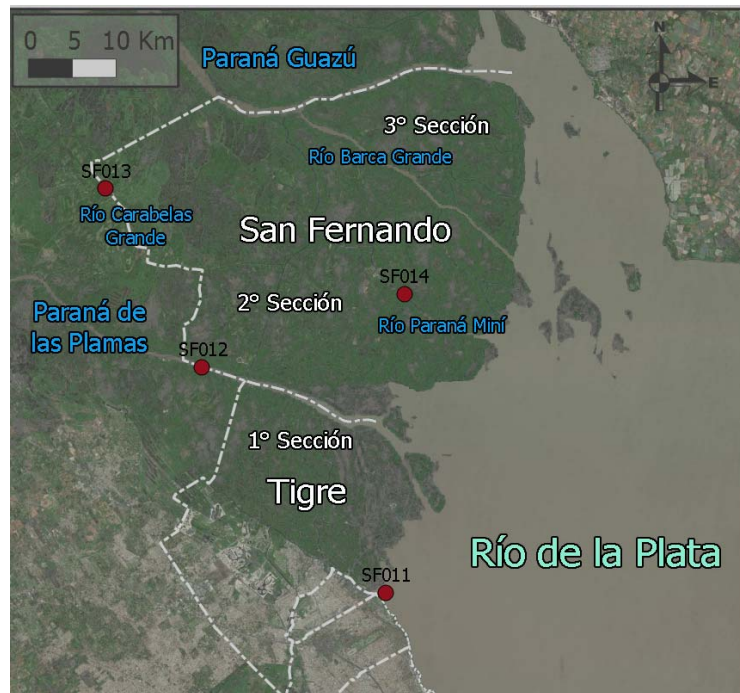 0 5 10 Km
N
E
Paraná Guazú
3° Sección
Río Barca Grande
SF013
Río Carabelas
Grande
San Fernando
SF014
2° Sección
Río Paraná Miní
Paraná de
las Plamas
SF012
1° Sección
Tigre
Río de la Plata
SF011